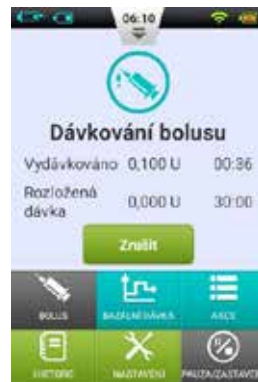 06:10
Dávkování bolusu
Vydávkováno 0,100 U 00:36
Rozložená
dávka 0,000 U 30:00
Zrušit
BOLUS BAZÁLNÍ DÁVKA AKCE
HISTORIE NASTAVENÍ PAUZA/ZASTAVEN